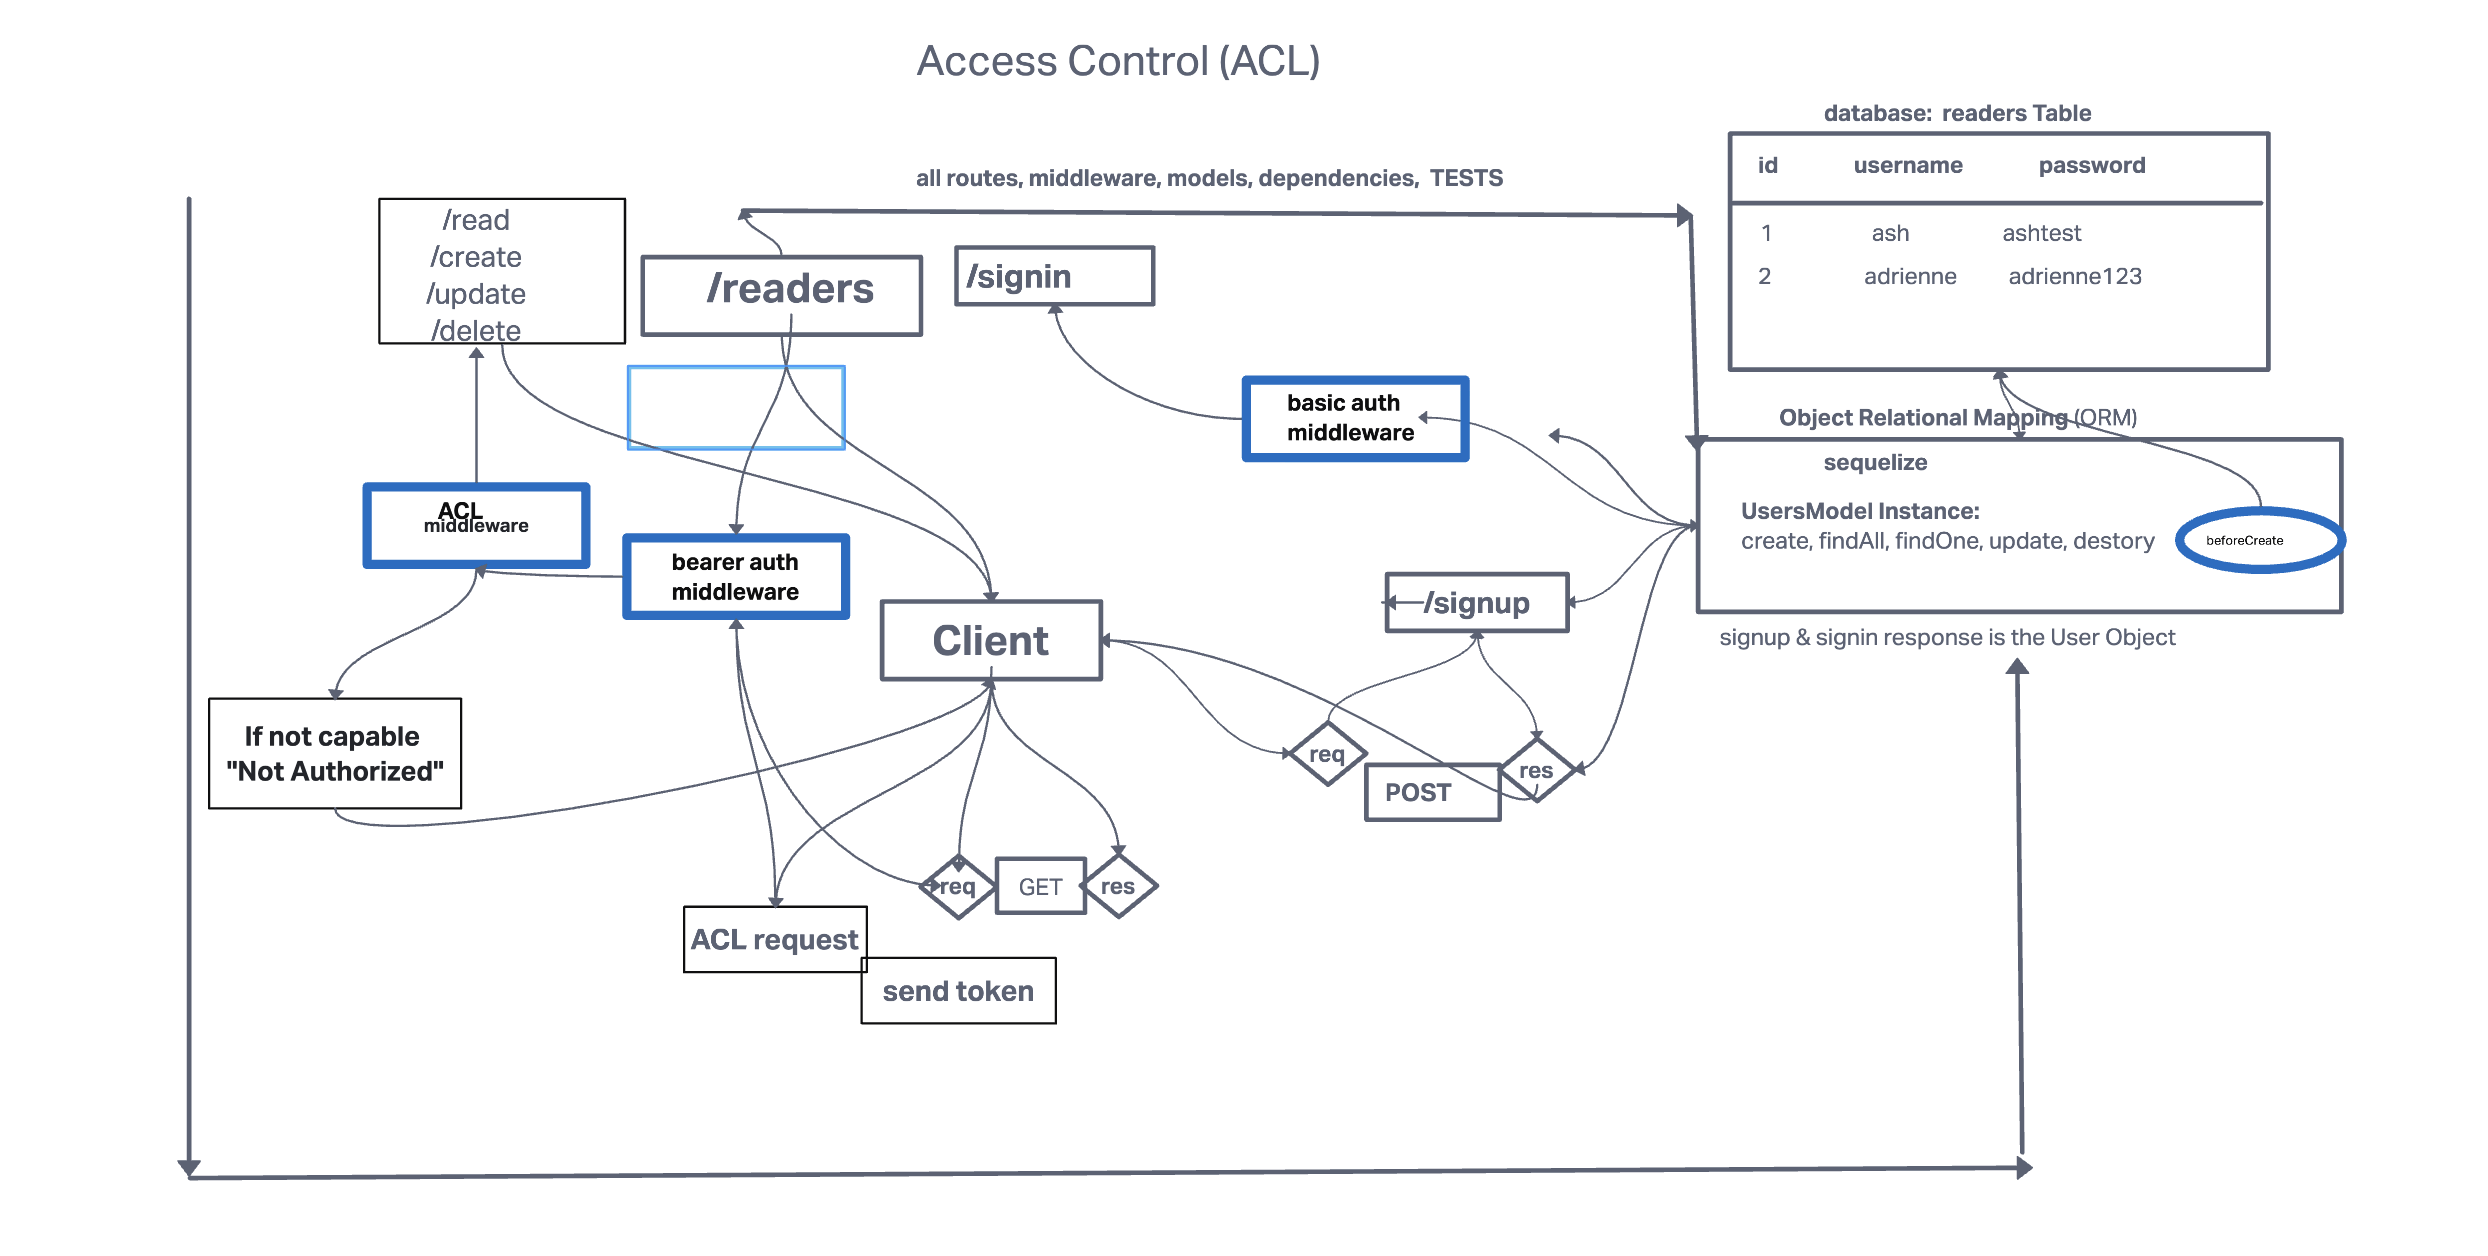 Access Control (ACL)
database: readers Table
id username password
1 ash ashtest
2 adrienne adrienne123
all routes, middleware, models, dependencies, TESTS
/read
/create
/update
/delete
/readers
/signin
basic auth
middleware
Object Relational Mapping (ORM)
sequelize
UsersModel Instance:
create, findAll, findOne, update, destory
beforeCreate
signup & signin response is the User Object
ACL
middleware
bearer auth
middleware
Client
/signup
If not capable
"Not Authorized"
req
POST
res
req
GET
res
ACL request
send token